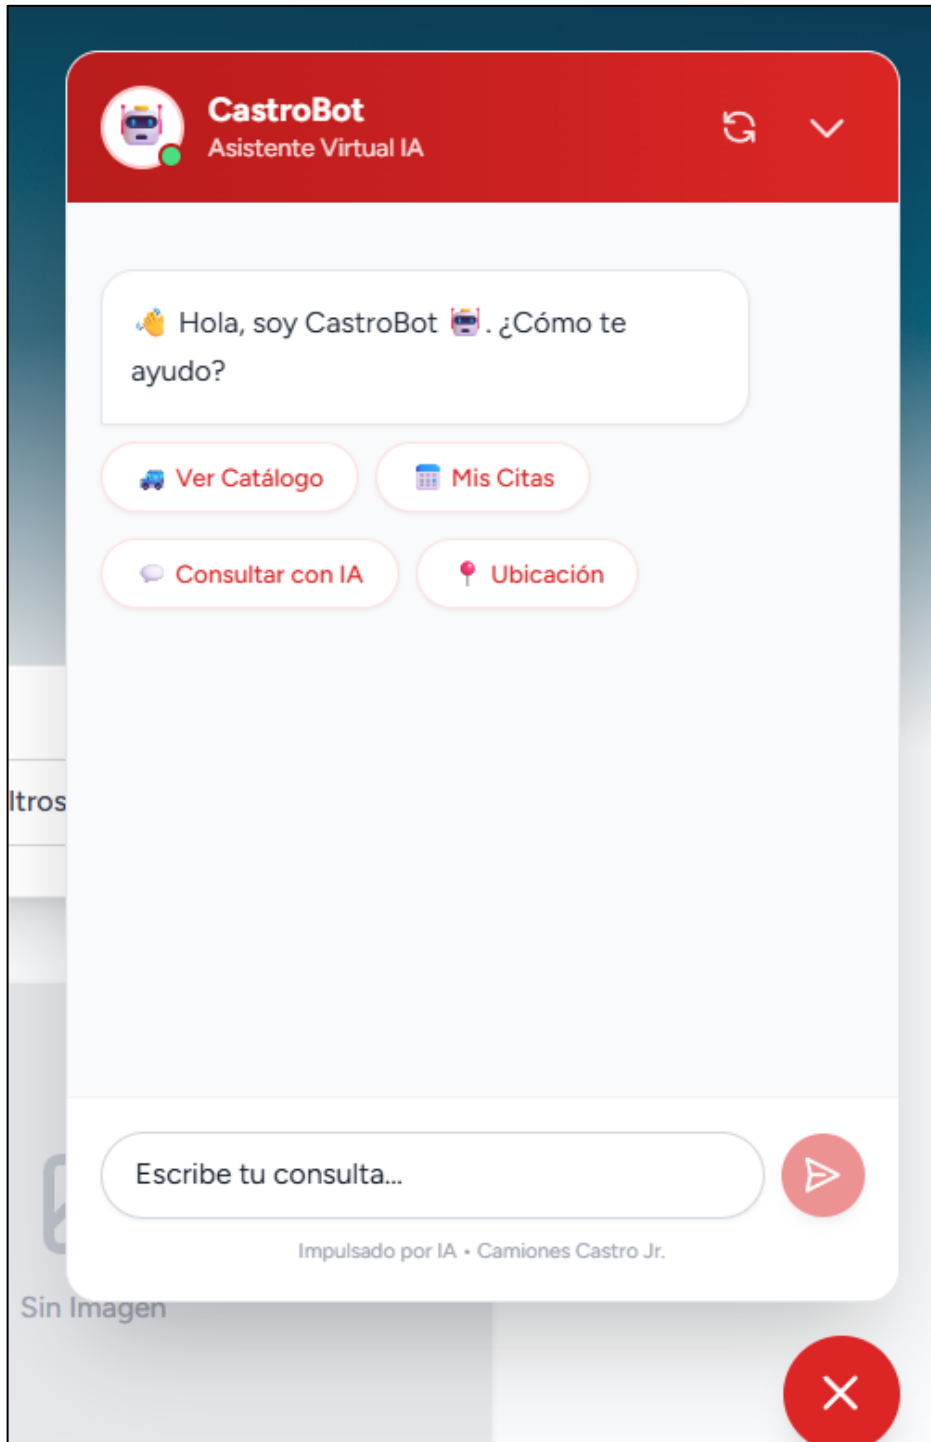 CastroBot
Asistente Virtual IA
👋 Hola, soy CastroBot 🤖. ¿Cómo te
ayudo?
🚙 Ver Catálogo
📅 Mis Citas
💬 Consultar con IA
📍 Ubicación
ltros
Escribe tu consulta...
Impulsado por IA • Camiones Castro Jr.
Sin Imagen